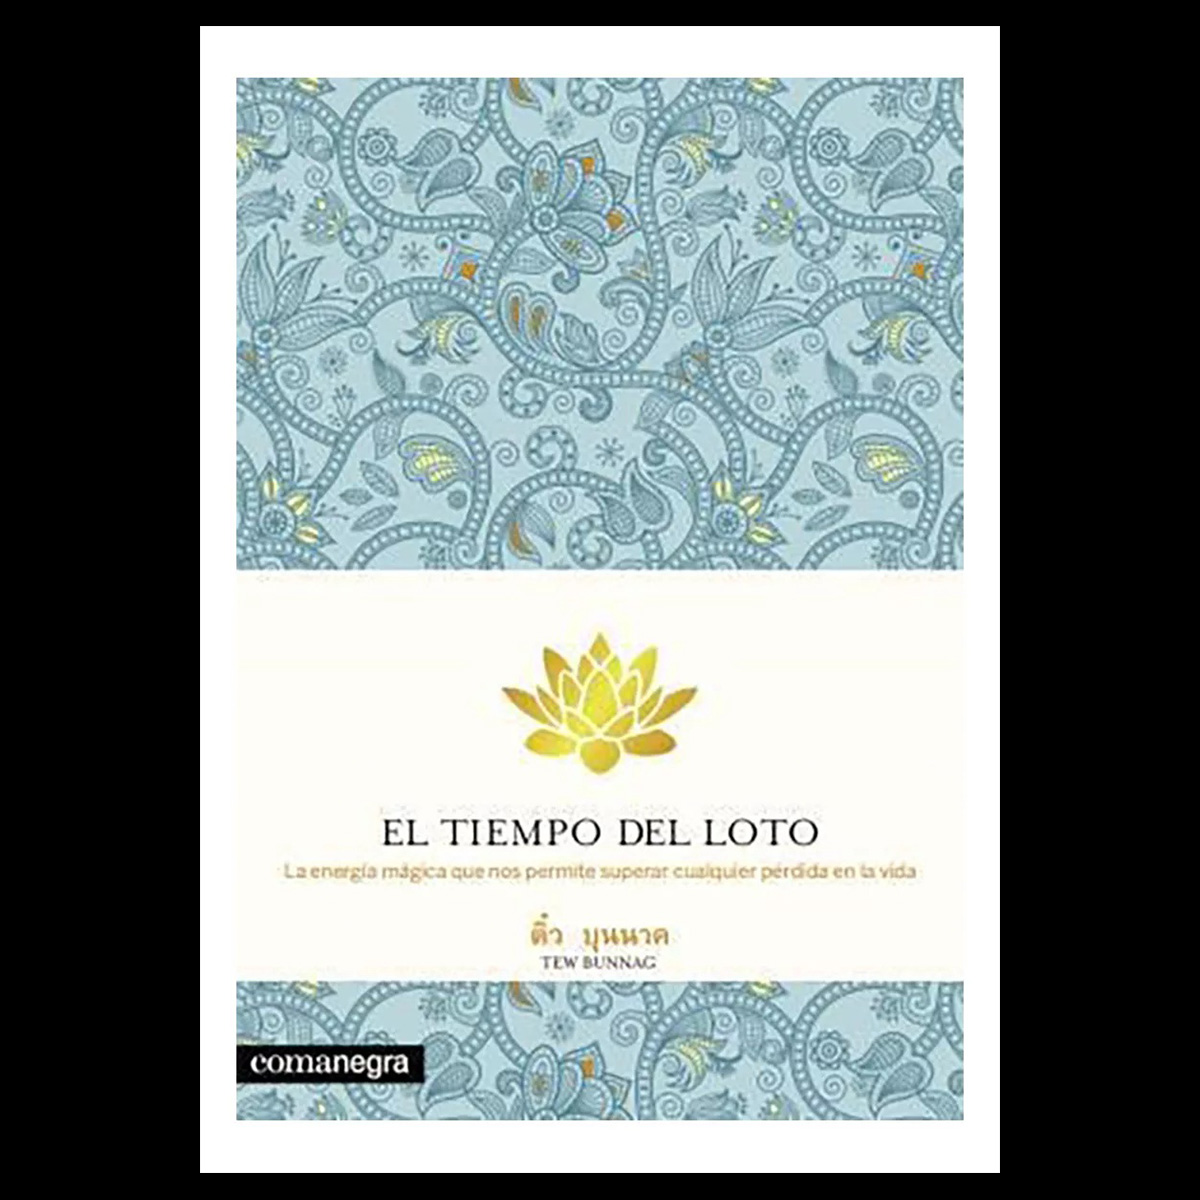 EL TIEMPO DEL LOTO
La energía mágica que nos permite superar cualquier pérdida en la vida
ติ๋ว บุนนาค
TEW BUNNAG
comanegra